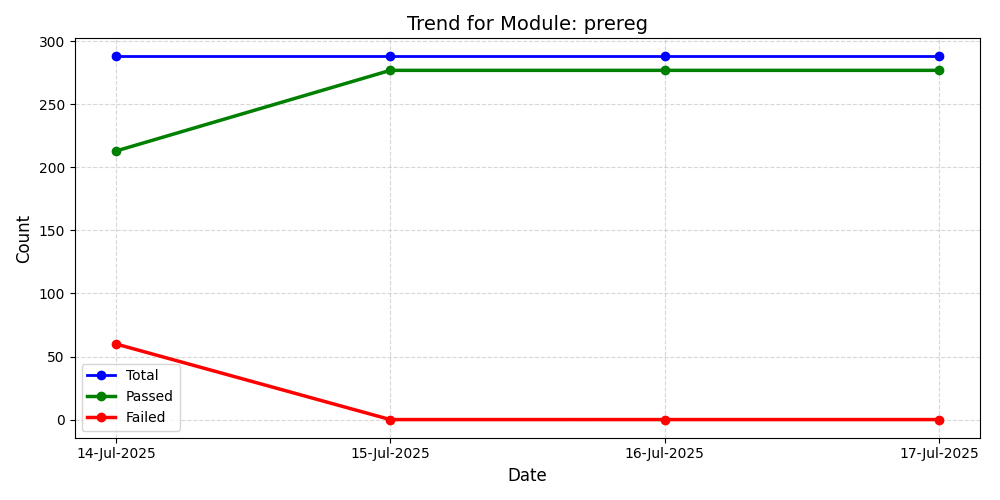 Trend for Module: prereg
Count
300
250
200
150
100
50
0
Total
Passed
Failed
14-Jul-2025
15-Jul-2025
16-Jul-2025
17-Jul-2025
Date